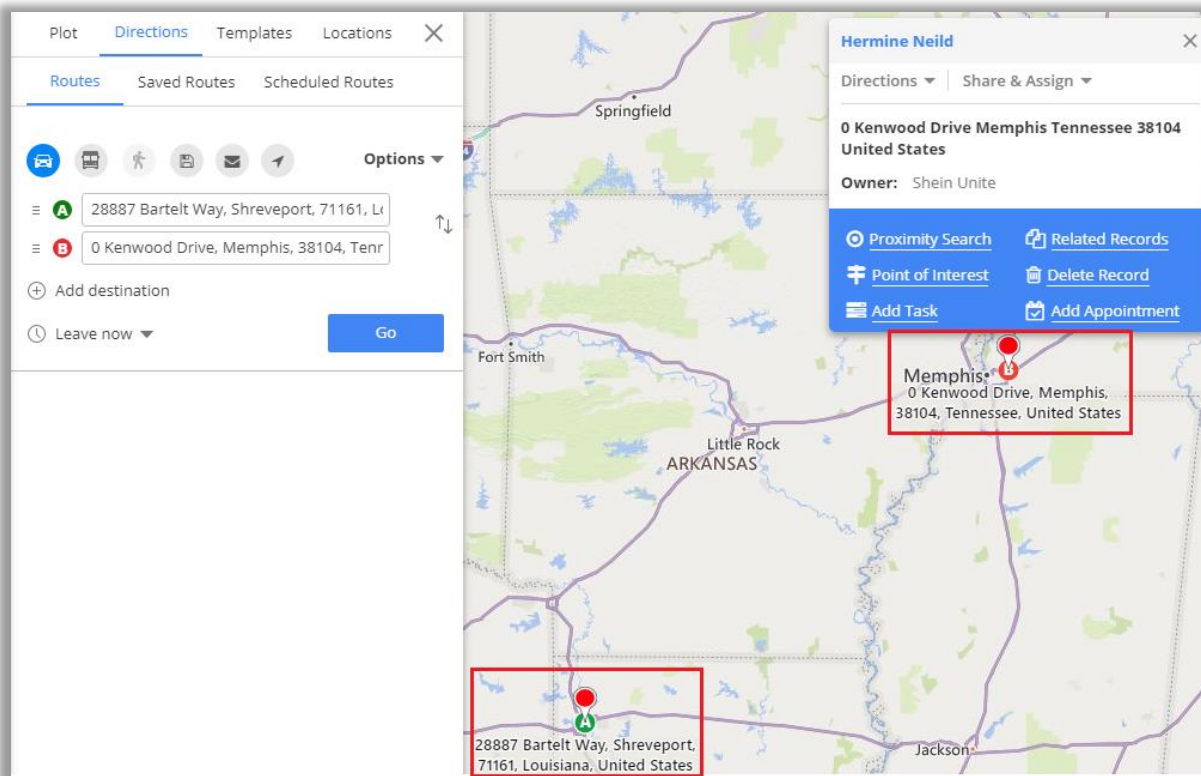 Plot Directions Templates Locations
Routes Saved Routes Scheduled Routes
Options
A 28887 Bartelt Way, Shreveport, 71161,
B 0 Kenwood Drive, Memphis, 38104,
Add destination
Leave now Go
Hermine Neild
Directions Share & Assign
0 Kenwood Drive Memphis Tennessee 38104
United States
Owner: Shein Unite
Proximity Search Related Records
Point of Interest Delete Record
Add Task Add Appointment
Springfield
Fort Smith
Memphis
B
0 Kenwood Drive, Memphis,
38104, Tennessee, United States
Little Rock
ARKANSAS
A
28887 Bartelt Way, Shreveport,
71161, Louisiana, United States
Jackson